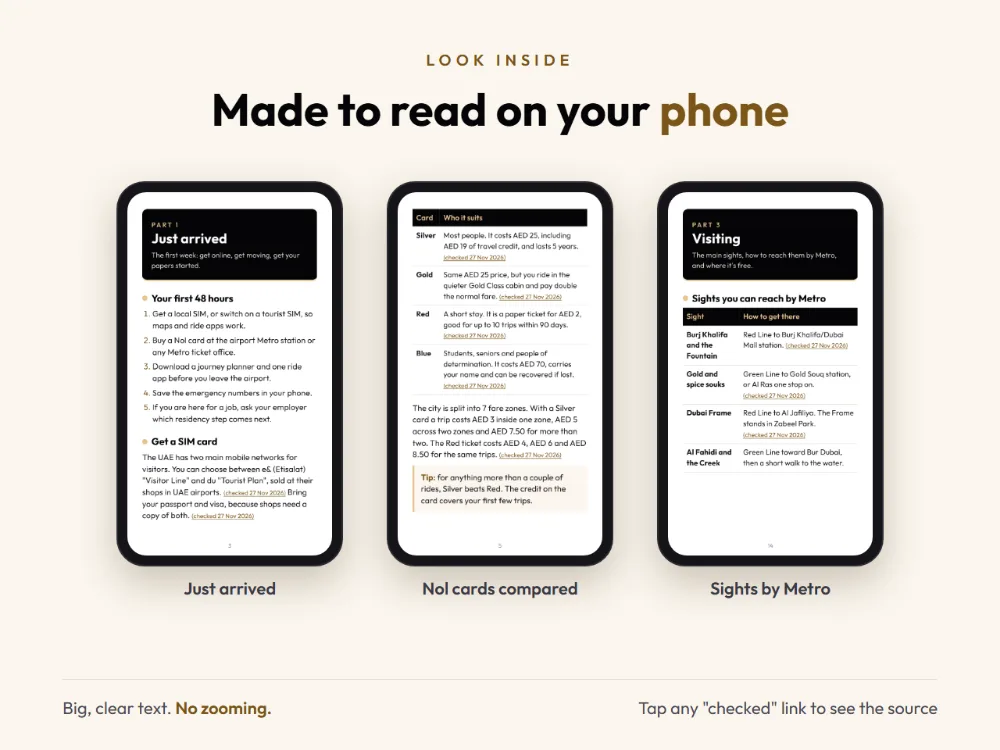 LOOK INSIDE
Made to read on your phone
PART 1
Just arrived
The first week: get online, get moving, get your
papers started.
Your first 48 hours
1. Get a local SIM, or switch on a tourist SIM, so
maps and ride apps work.
2. Buy a Nol card at the airport Metro station or
any Metro ticket office.
3. Download a journey planner and one ride
app before you leave the airport.
4. Save the emergency numbers in your phone.
5. If you are here for a job, ask your employer
which residency step comes next.
Get a SIM card
The UAE has two main mobile networks for
visitors. You can choose between e& (Etisalat)
"Visitor Line" and du "Tourist Plan", sold at their
shops in UAE airports. (checked 27 Nov 2026) Bring
your passport and visa, because shops need a
copy of both. (checked 27 Nov 2026)
3
Just arrived
Card Who it suits
Silver Most people. It costs AED 25, including
AED 19 of travel credit, and lasts 5 years.
(checked 27 Nov 2026)
Gold Same AED 25 price, but you ride in the
quieter Gold Class cabin and pay double
the normal fare. (checked 27 Nov 2026)
Red A short stay. It is a paper ticket for AED 2,
good for up to 10 trips within 90 days.
(checked 27 Nov 2026)
Blue Students, seniors and people of
determination. It costs AED 70, carries
your name and can be recovered if lost.
(checked 27 Nov 2026)
The city is split into 7 fare zones. With a Silver
card a trip costs AED 3 inside one zone, AED 5
across two zones and AED 7.50 for more than
two. The Red ticket costs AED 4, AED 6 and AED
8.50 for the same trips. (checked 27 Nov 2026)
Tip: for anything more than a couple of
rides, Silver beats Red. The credit on the
card covers your first few trips.
5
Nol cards compared
PART 3
Visiting
The main sights, how to reach them by Metro,
and where it's free.
Sights you can reach by Metro
Sight How to get there
Burj Khalifa Red Line to Burj Khalifa/Dubai
and the Mall station. (checked 27 Nov 2026)
Fountain
Gold and Green Line to Gold Souq station,
spice souks or Al Ras one stop on.
(checked 27 Nov 2026)
Dubai Frame Red Line to Al Jafiliya. The Frame
stands in Zabeel Park.
(checked 27 Nov 2026)
Al Fahidi and Green Line toward Bur Dubai,
the Creek then a short walk to the water.
16
Sights by Metro
Big, clear text. No zooming.
Tap any "checked" link to see the source